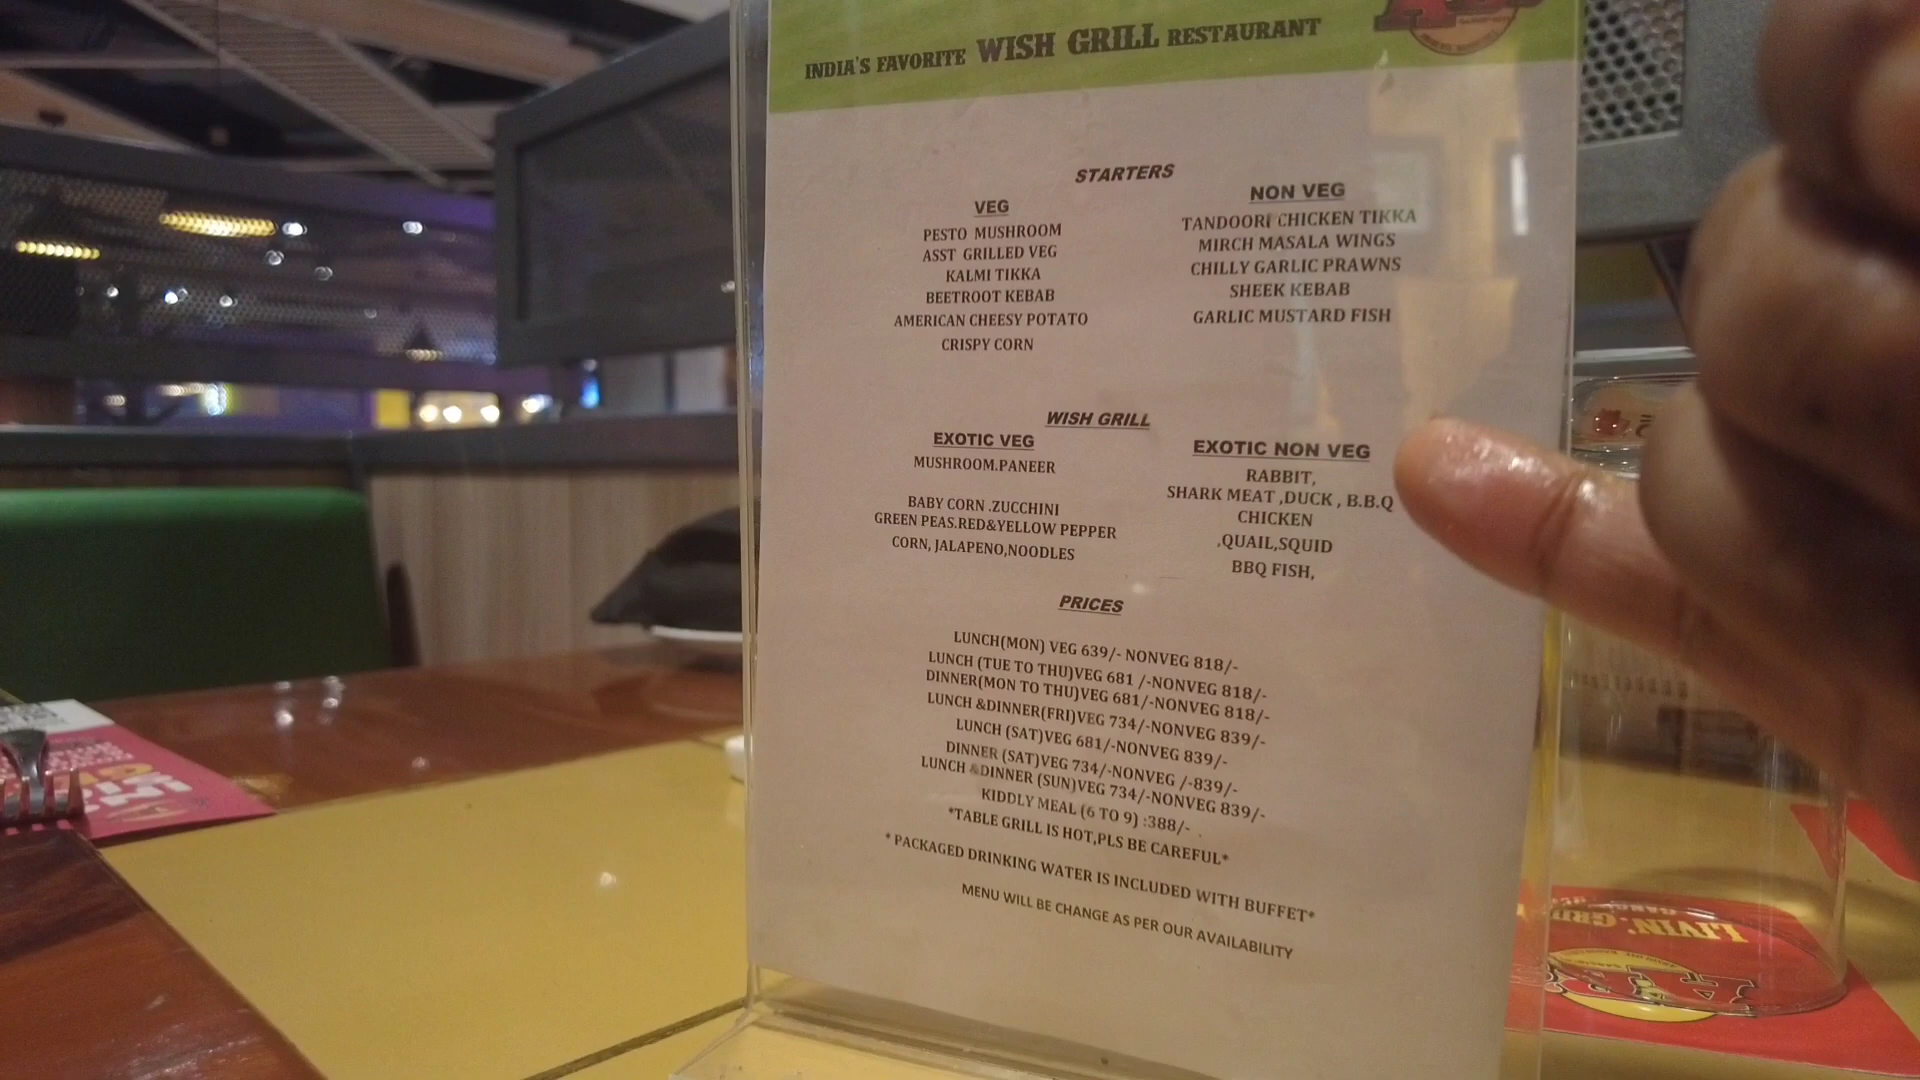 INDIA'S FAVORITE WISH GRILL RESTAURANT
STARTERS
VEG
PESTO MUSHROOM
ASST GRILLED VEG
KALMI TIKKA
BEETROOT KEBAB
AMERICAN CHEESY POTATO
CRISPY CORN
NON VEG
TANDOORI CHICKEN TIKKA
MIRCH MASALA WINGS
CHILLY GARLIC PRAWNS
SHEEK KEBAB
GARLIC MUSTARD FISH
WISH GRILL
EXOTIC VEG
MUSHROOM.PANEER
BABY CORN .ZUCCHINI
GREEN PEAS.RED&YELLOW PEPPER
CORN, JALAPENO,NOODLES
EXOTIC NON VEG
RABBIT,
SHARK MEAT ,DUCK , B.B.Q
CHICKEN
,QUAIL,SQUID
BBQ FISH,
PRICES
LUNCH(MON) VEG 639/- NONVEG 818/-
LUNCH (TUE TO THU)VEG 681 /-NONVEG 818/-
DINNER(MON TO THU)VEG 681/-NONVEG 818/-
LUNCH &DINNER(FRI)VEG 734/-NONVEG 839/-
LUNCH (SAT)VEG 681/-NONVEG 839/-
DINNER (SAT)VEG 734/-NONVEG /-839/-
LUNCH &DINNER (SUN)VEG 734/-NONVEG 839/-
KIDDLY MEAL (6 TO 9) :388/-
*TABLE GRILL IS HOT,PLS BE CAREFUL*
* PACKAGED DRINKING WATER IS INCLUDED WITH BUFFET*
MENU WILL BE CHANGE AS PER OUR AVAILABILITY
LIVIN' GRI